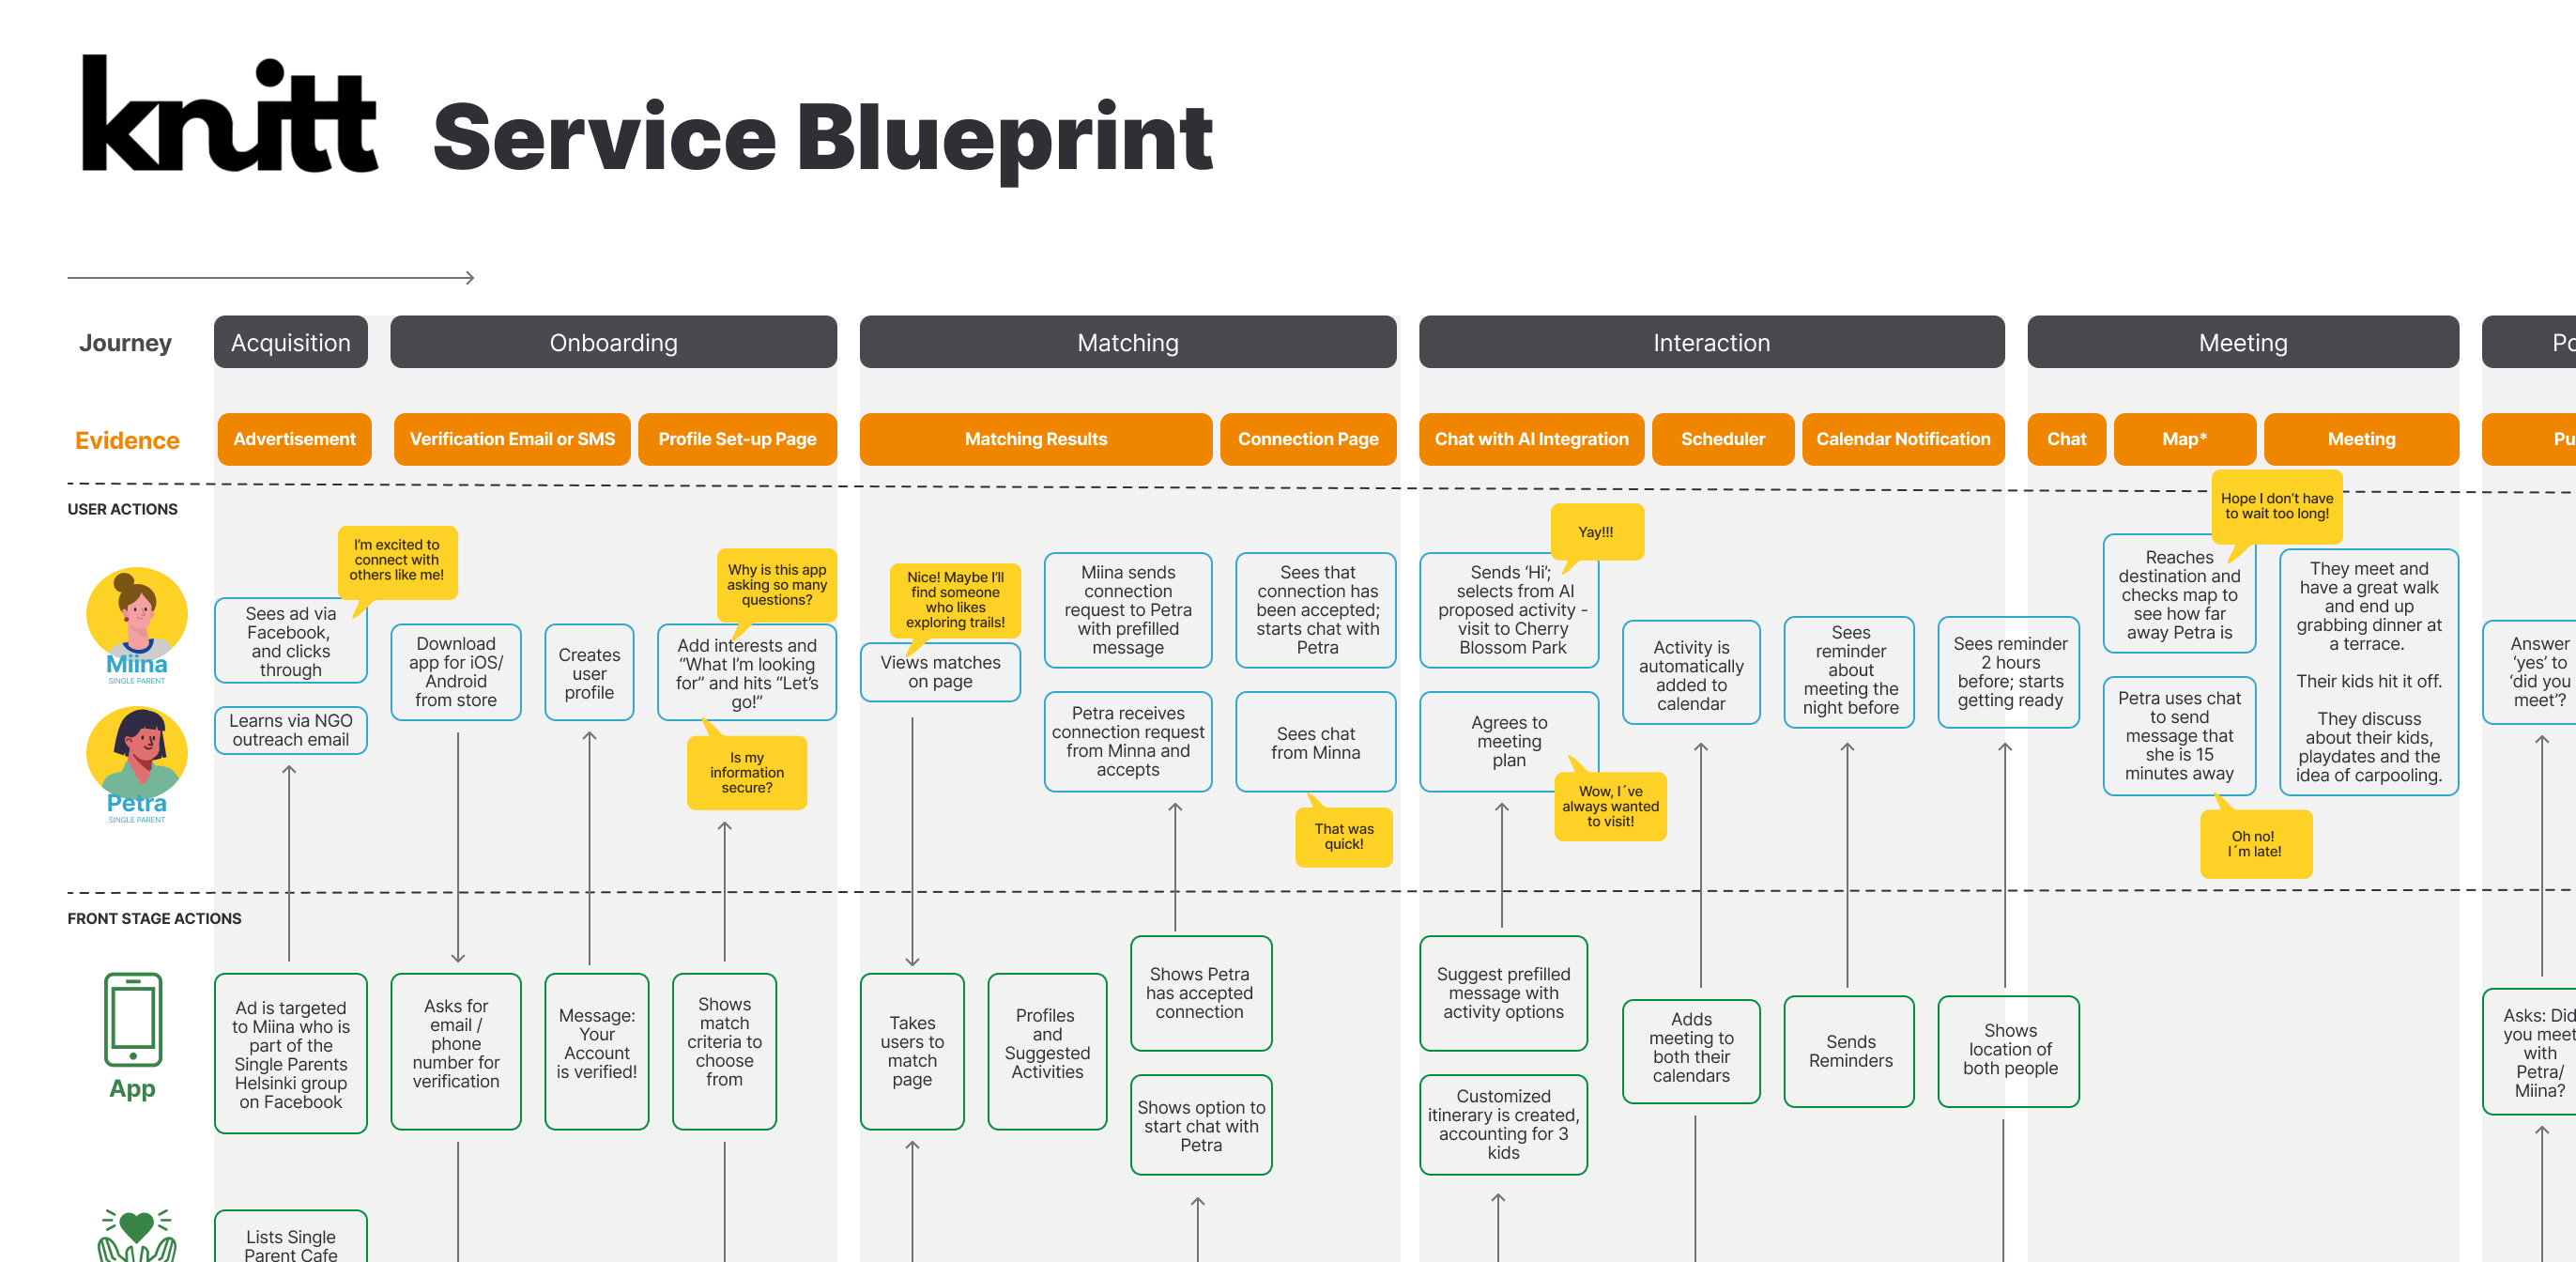 knitt
Service Blueprint
Journey
Acquisition
Onboarding
Matching
Interaction
Meeting
Evidence
Advertisement
Verification Email or SMS
Profile Set-up Page
Matching Results
Connection Page
Chat with AI Integration
Scheduler
Calendar Notification
Chat
Map*
Meeting
USER ACTIONS
Miina
SINGLE PARENT
Petra
SINGLE PARENT
I'm excited to
connect with
others like me!
Sees ad via
Facebook,
and clicks
through
Learns via NGO
outreach email
Download
app for iOS/
Android
from store
Creates
user
profile
Why is this app
asking so many
questions?
Add interests and
“What I’m looking
for” and hits “Let’s
go!”
Is my
information
secure?
Nice! Maybe I’ll
find someone
who likes
exploring trails!
Views matches
on page
Miina sends
connection
request to Petra
with prefilled
message
Petra receives
connection request
from Minna and
accepts
Sees that
connection has
been accepted;
starts chat with
Petra
Sees chat
from Minna
That was
quick!
Yay!!!
Sends ‘Hi’;
selects from AI
proposed activity -
visit to Cherry
Blossom Park
Agrees to
meeting
plan
Wow, I´ve
always wanted
to visit!
Activity is
automatically
added to
calendar
Sees
reminder
about
meeting the
night before
Sees reminder
2 hours
before; starts
getting ready
Hope I don’t have
to wait too long!
Reaches
destination and
checks map to
see how far
away Petra is
Petra uses chat
to send
message that
she is 15
minutes away
Oh no!
I´m late!
They meet and
have a great walk
and end up
grabbing dinner at
a terrace.
Their kids hit it off.
They discuss
about their kids,
playdates and the
idea of carpooling.
Answer
‘yes’ to
‘did you
meet’?
FRONT STAGE ACTIONS
App
Ad is targeted
to Miina who is
part of the
Single Parents
Helsinki group
on Facebook
Asks for
email /
phone
number for
verification
Message:
Your
Account
is verified!
Shows
match
criteria to
choose
from
Takes
users to
match
page
Profiles
and
Suggested
Activities
Shows Petra
has accepted
connection
Shows option to
start chat with
Petra
Suggest prefilled
message with
activity options
Customized
itinerary is created,
accounting for 3
kids
Adds
meeting to
both their
calendars
Sends
Reminders
Shows
location of
both people
Asks: Did
you meet
with
Petra/
Miina?
Lists Single
Parent Cafe